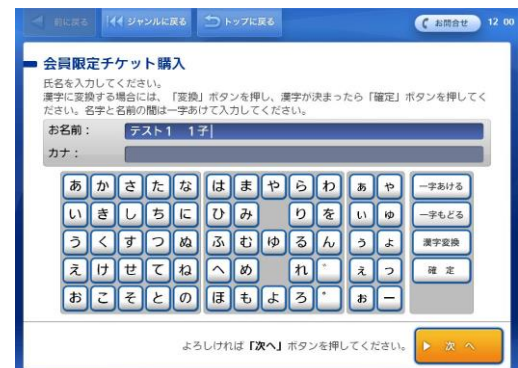 前に戻る ジャンルに戻る トップに戻る お問合せ 12 00
会員限定チケット購入
氏名を入力してください。
漢字に変換する場合には、「変換」ボタンを押し、漢字が決まったら「確定」ボタンを押してく
ださい。名字と名前の間は一字あけて入力してください。
お名前： テスト1　1子
カナ：
あ か さ た な は ま や ら わ ぁ ゃ 一字あける
い き し ち に ひ み り を ぃ ゅ 一字もどる
う く す つ ぬ ふ む ゆ る ん ぅ ょ 漢字変換
え け せ て ね へ め れ ゛ ぇ っ 確 定
お こ そ と の ほ も よ ろ ゜ ぉ ー
よろしければ「次へ」ボタンを押してください。 次 へ